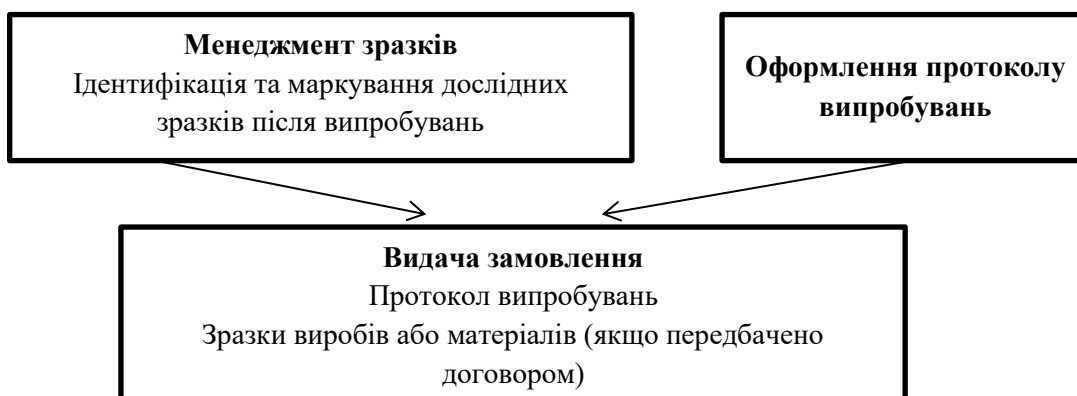 Менеджмент зразків
Ідентифікація та маркування дослідних
зразків після випробувань
Оформлення протоколу
випробувань
Видача замовлення
Протокол випробувань
Зразки виробів або матеріалів (якщо передбачено
договором)